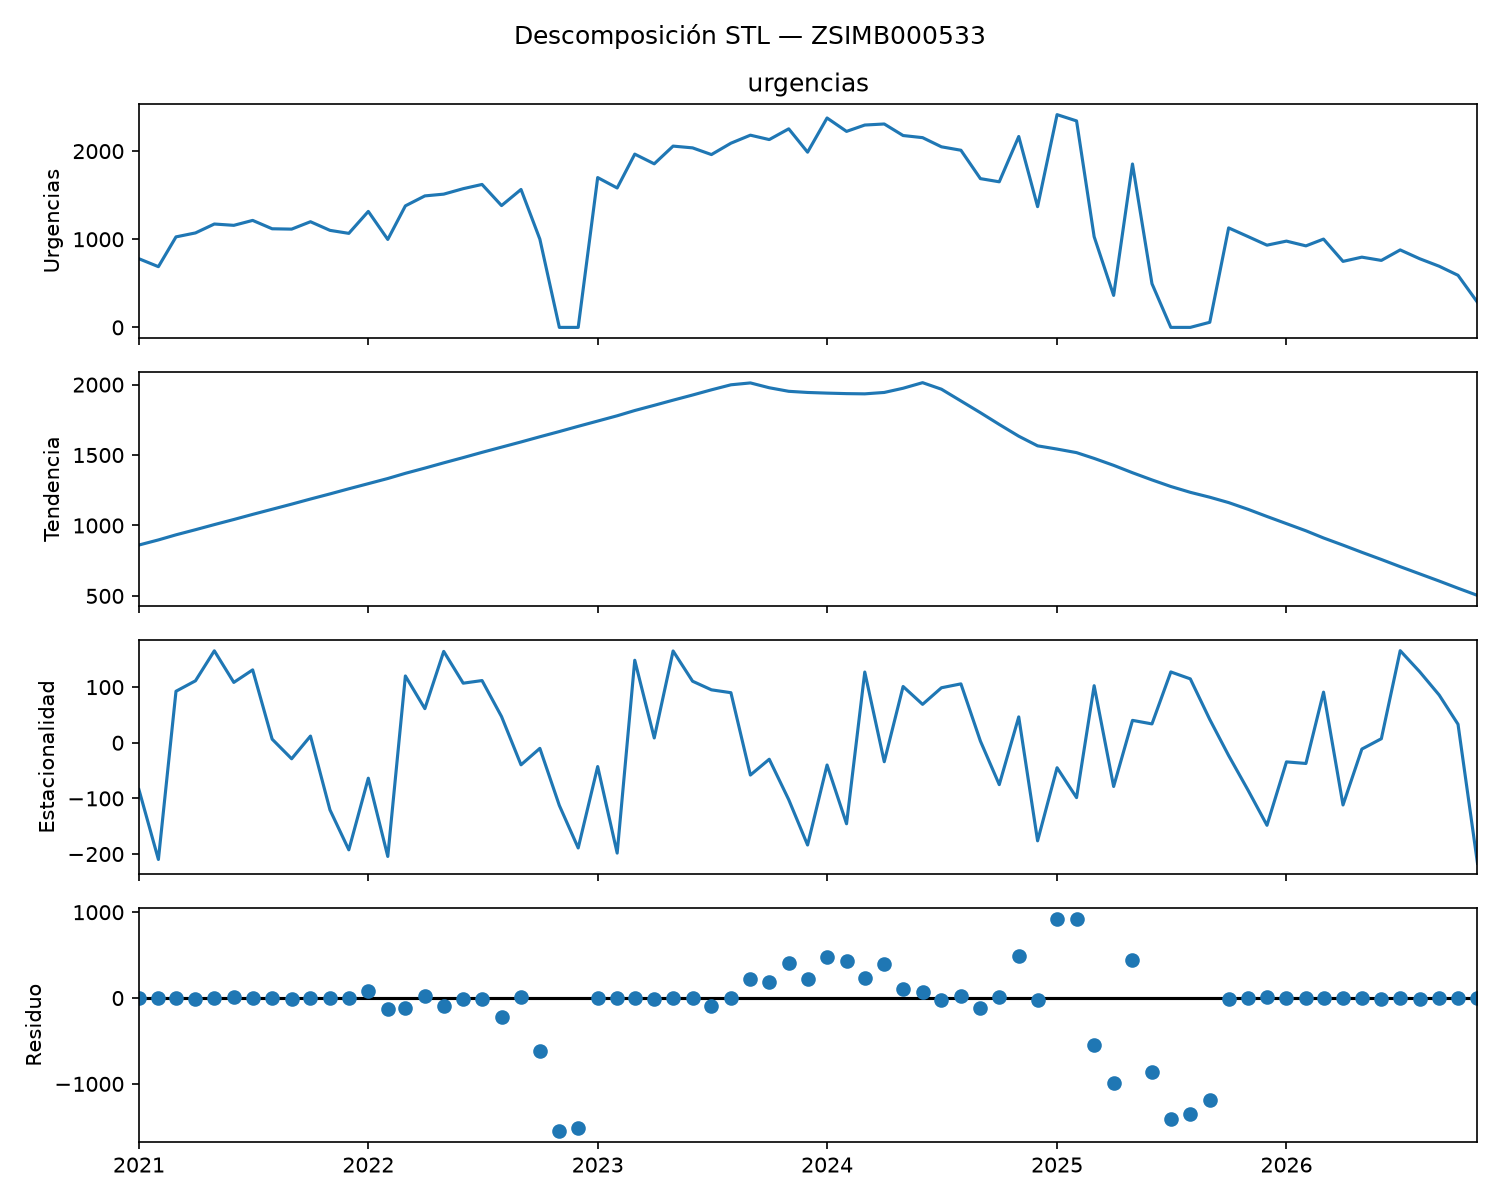 Descomposición STL — ZSIMB000533
urgencias
Urgencias
2000
1000
0
Tendencia
2000
1500
1000
500
Estacionalidad
100
0
−100
−200
Residuo
1000
0
−1000
2021 2022 2023 2024 2025 2026